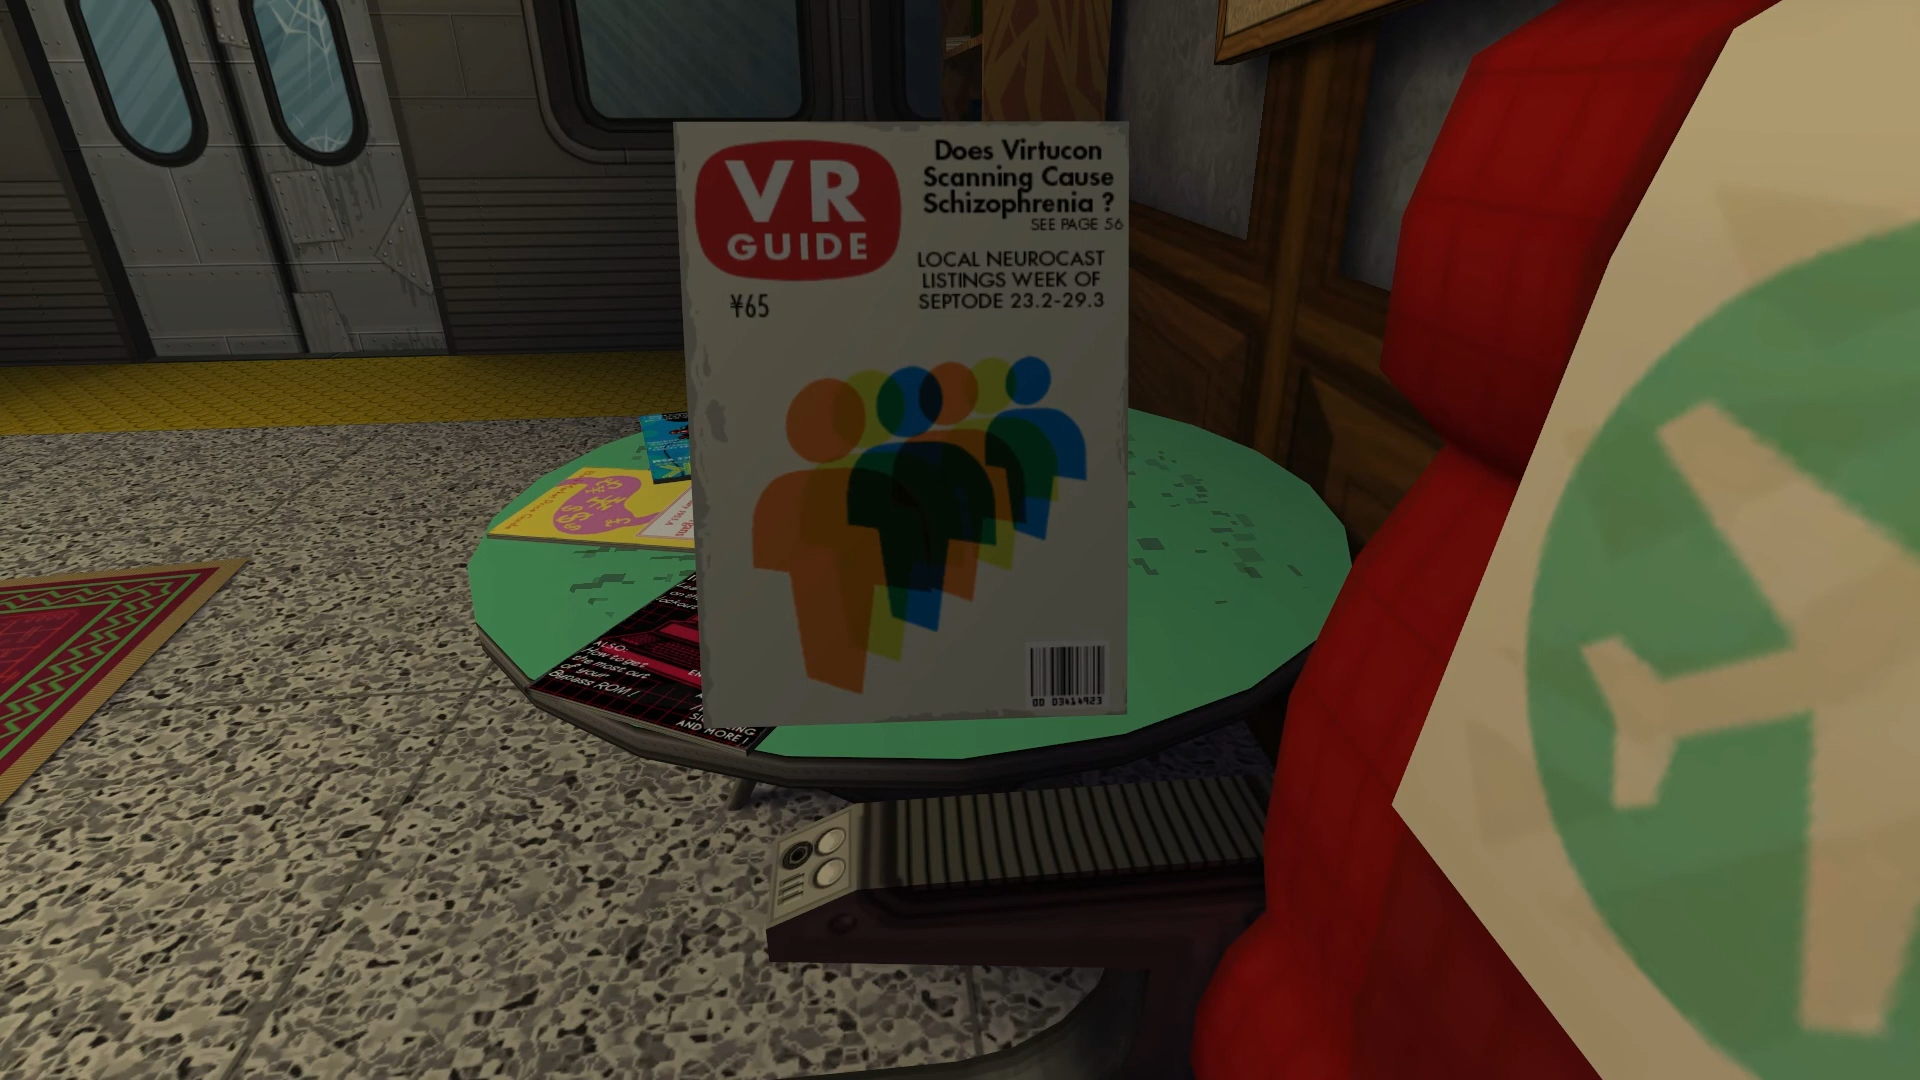 VR
GUIDE
¥65
Does Virtucon
Scanning Cause
Schizophrenia ?
SEE PAGE 56
LOCAL NEUROCAST
LISTINGS WEEK OF
SEPTODE 23.2-29.3
00 03414923
ALSO:
How to get
the most out
of your
Bypass ROM!
AND MORE!